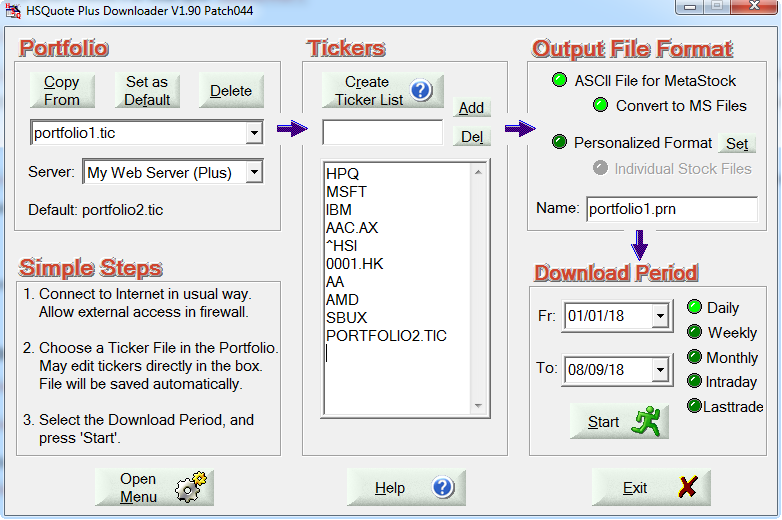 HSQuote Plus Downloader V1.90 Patch044
Portfolio
Copy From
Set as Default
Delete
portfolio1.tic
Server: My Web Server (Plus)
Default: portfolio2.tic
Simple Steps
1. Connect to Internet in usual way.
Allow external access in firewall.
2. Choose a Ticker File in the Portfolio.
May edit tickers directly in the box.
File will be saved automatically.
3. Select the Download Period, and
press 'Start'.
Open Menu
Tickers
Create Ticker List
Add
Del
HPQ
MSFT
IBM
AAC.AX
^HSI
0001.HK
AA
AMD
SBUX
PORTFOLIO2.TIC
Help
Output File Format
ASCII File for MetaStock
Convert to MS Files
Personalized Format Set
Individual Stock Files
Name: portfolio1.prn
Download Period
Fr: 01/01/18
To: 08/09/18
Daily
Weekly
Monthly
Intraday
Lasttrade
Start
Exit